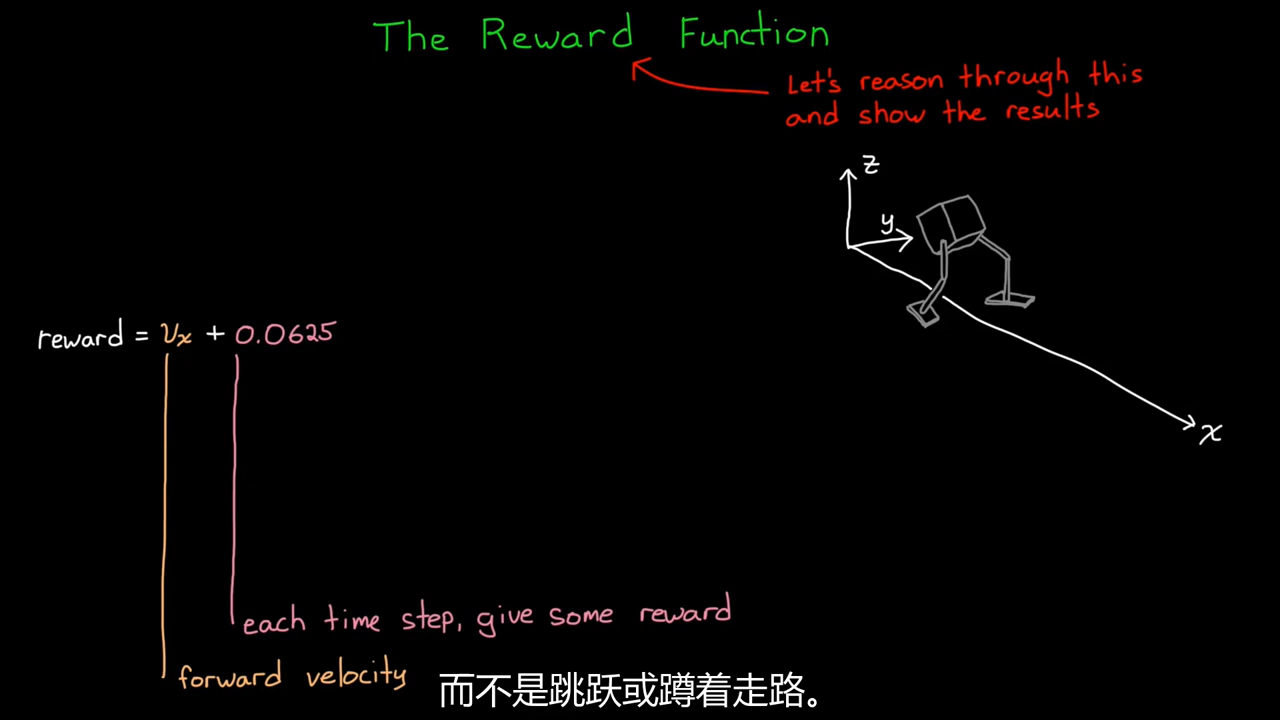 The Reward Function
Let's reason through this
and show the results
z
y
x
reward = Vx + 0.0625
each time step, give some reward
forward velocity
而不是跳跃或蹲着走路。